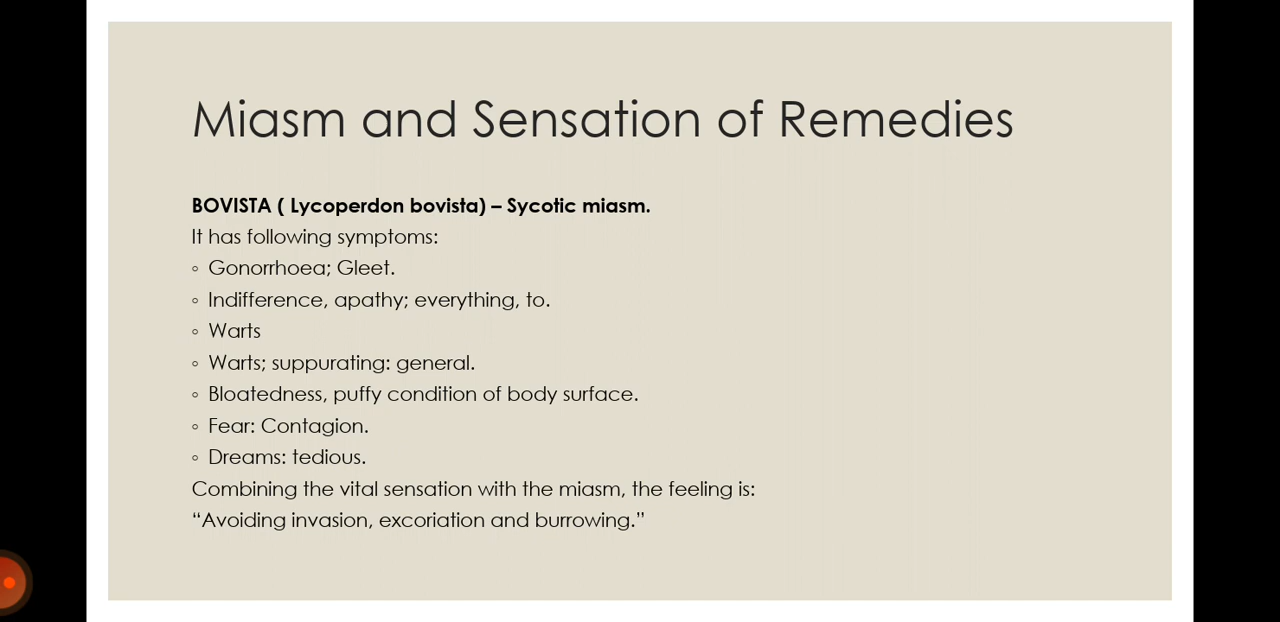 Miasm and Sensation of Remedies
BOVISTA ( Lycoperdon bovista) – Sycotic miasm.
It has following symptoms:
◦ Gonorrhoea; Gleet.
◦ Indifference, apathy; everything, to.
◦ Warts
◦ Warts; suppurating: general.
◦ Bloatedness, puffy condition of body surface.
◦ Fear: Contagion.
◦ Dreams: tedious.
Combining the vital sensation with the miasm, the feeling is:
“Avoiding invasion, excoriation and burrowing.”